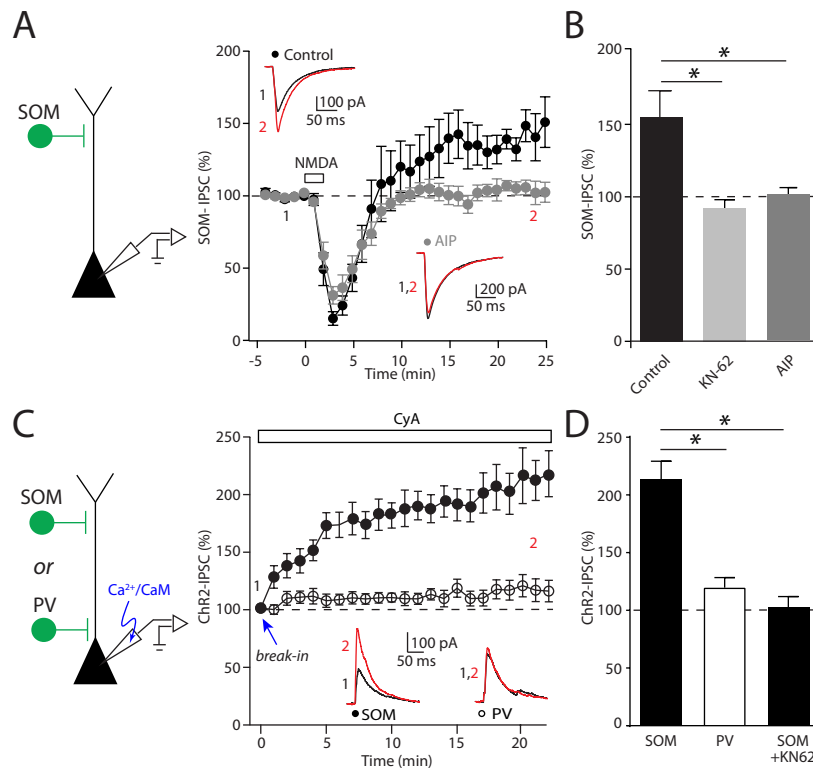 A
SOM
SOM- IPSC (%)
200
150
100
50
0
-5 0 5 10 15 20 25
Time (min)
Control
1
2
100 pA
50 ms
NMDA
1
2
AIP
1,2
200 pA
50 ms
B
SOM-IPSC (%)
200
150
100
50
0
*
*
Control
KN-62
AIP
C
SOM
or
PV
Ca²⁺/CaM
CyA
ChR2-IPSC (%)
250
200
150
100
50
0
0 5 10 15 20
Time (min)
1
2
break-in
2
1
100 pA
50 ms
1,2
SOM
PV
D
ChR2-IPSC (%)
250
200
150
100
50
0
*
*
SOM
PV
SOM
+KN62